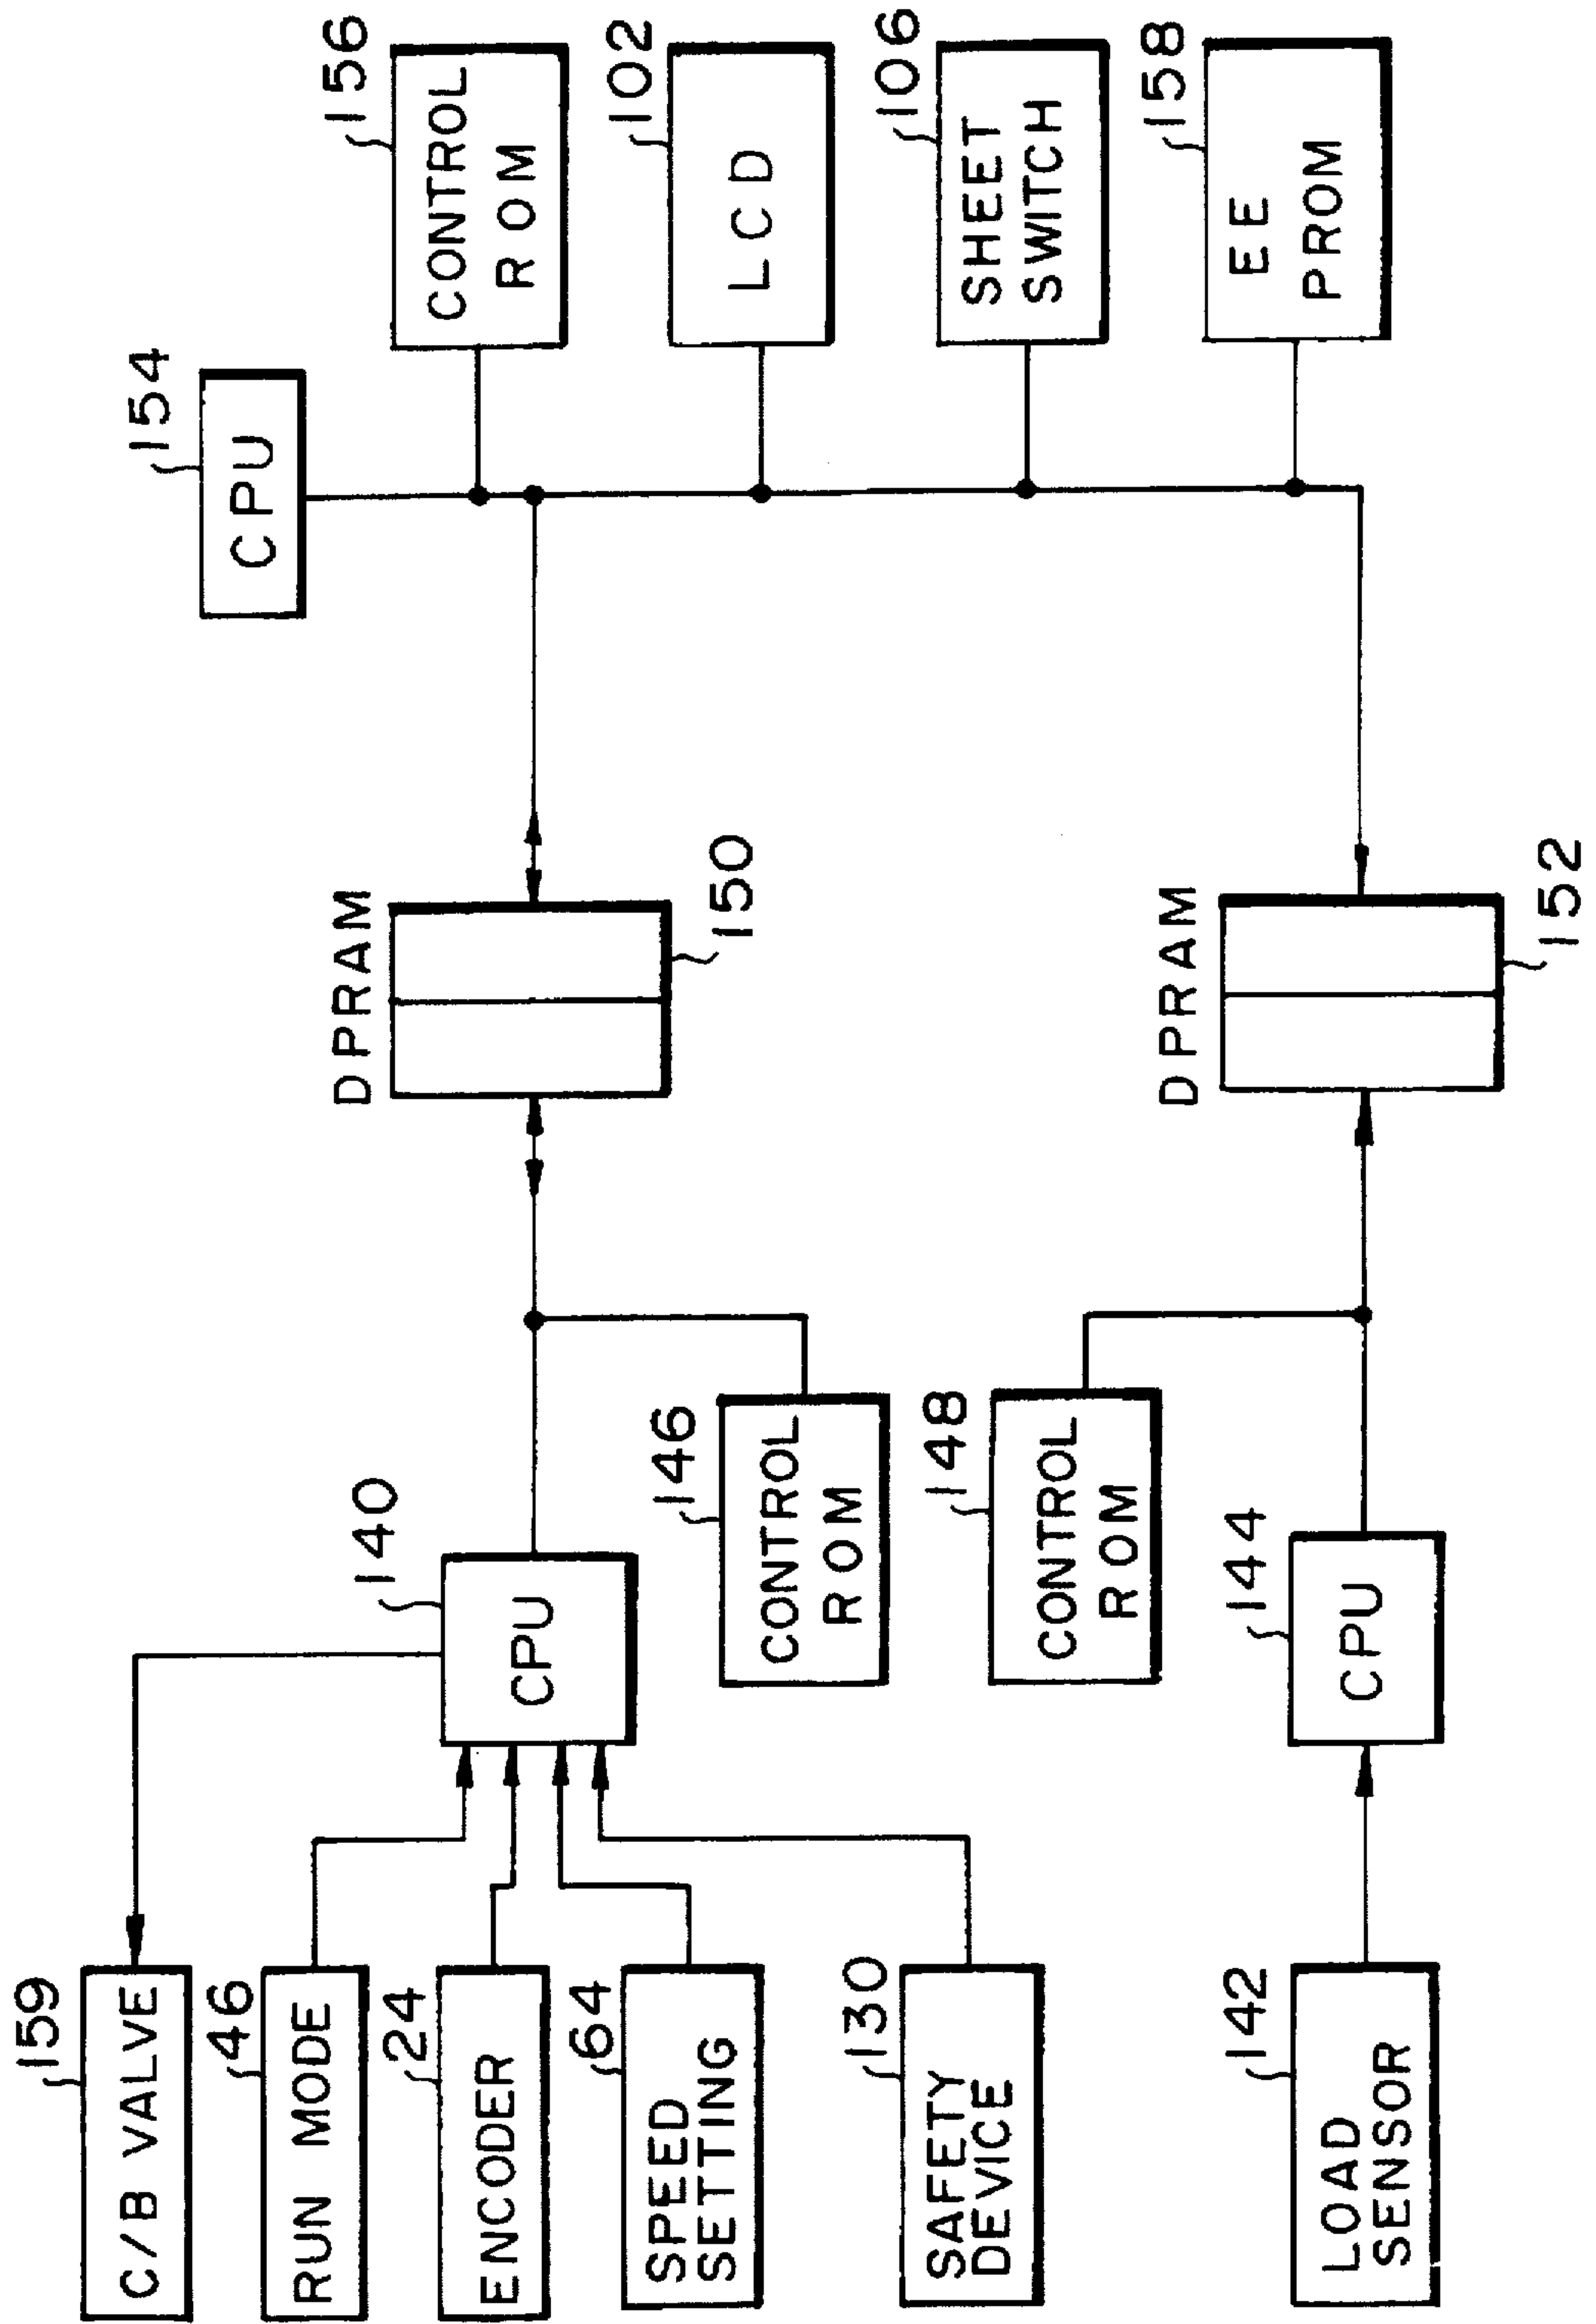 159
C/B VALVE
46
RUN MODE
24
ENCODER
64
SPEED
SETTING
130
SAFETY
DEVICE
142
LOAD
SENSOR
140
CPU
146
CONTROL
ROM
148
CONTROL
ROM
144
CPU
DPRAM
150
DPRAM
152
154
CPU
156
CONTROL
ROM
102
LCD
106
SHEET
SWITCH
158
EE
PROM